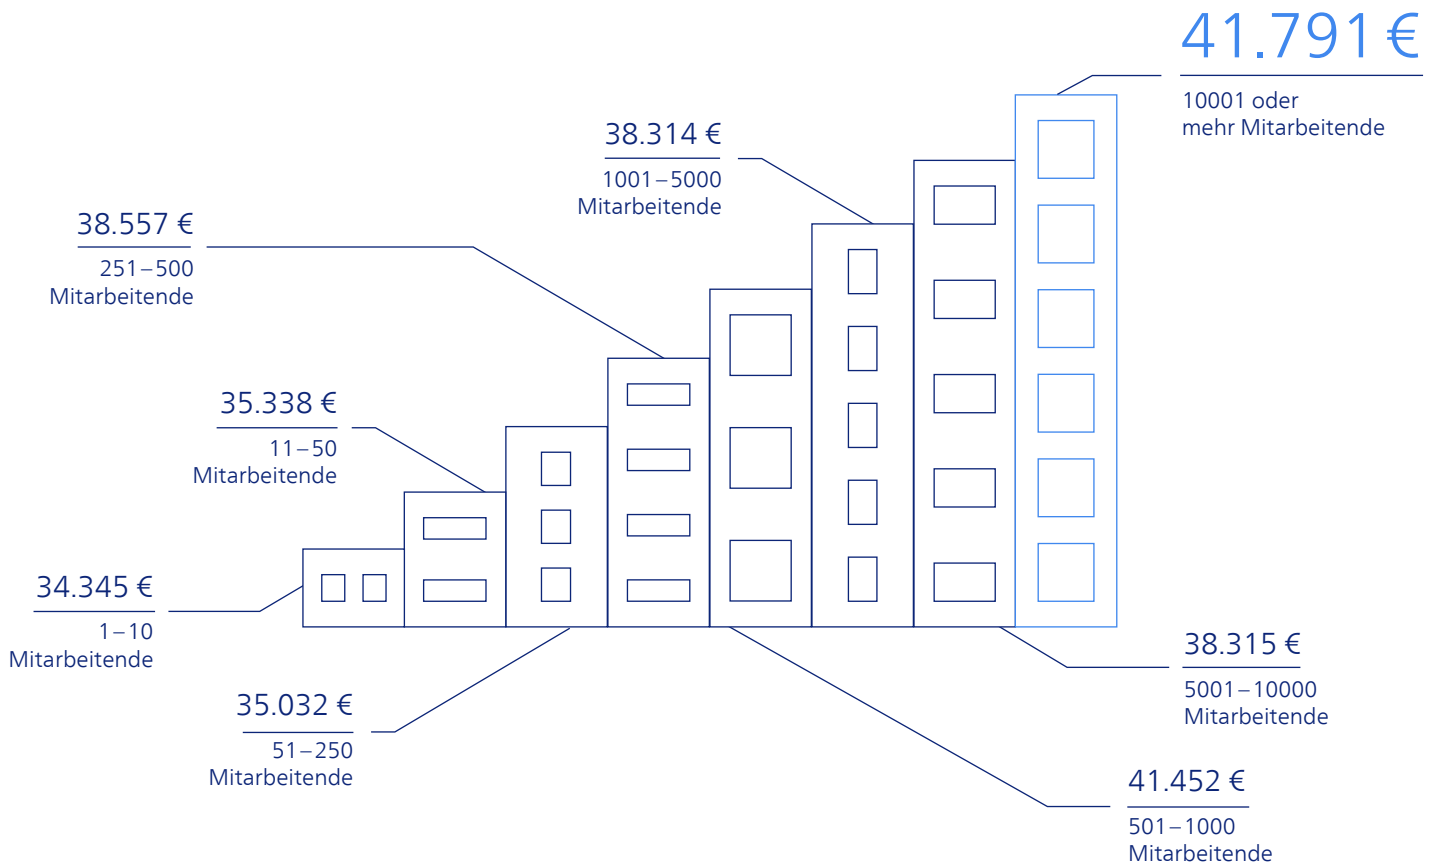 41.791 €
10001 oder
mehr Mitarbeitende
38.314 €
1001–5000
Mitarbeitende
38.557 €
251–500
Mitarbeitende
35.338 €
11–50
Mitarbeitende
34.345 €
1–10
Mitarbeitende
35.032 €
51–250
Mitarbeitende
38.315 €
5001–10000
Mitarbeitende
41.452 €
501–1000
Mitarbeitende